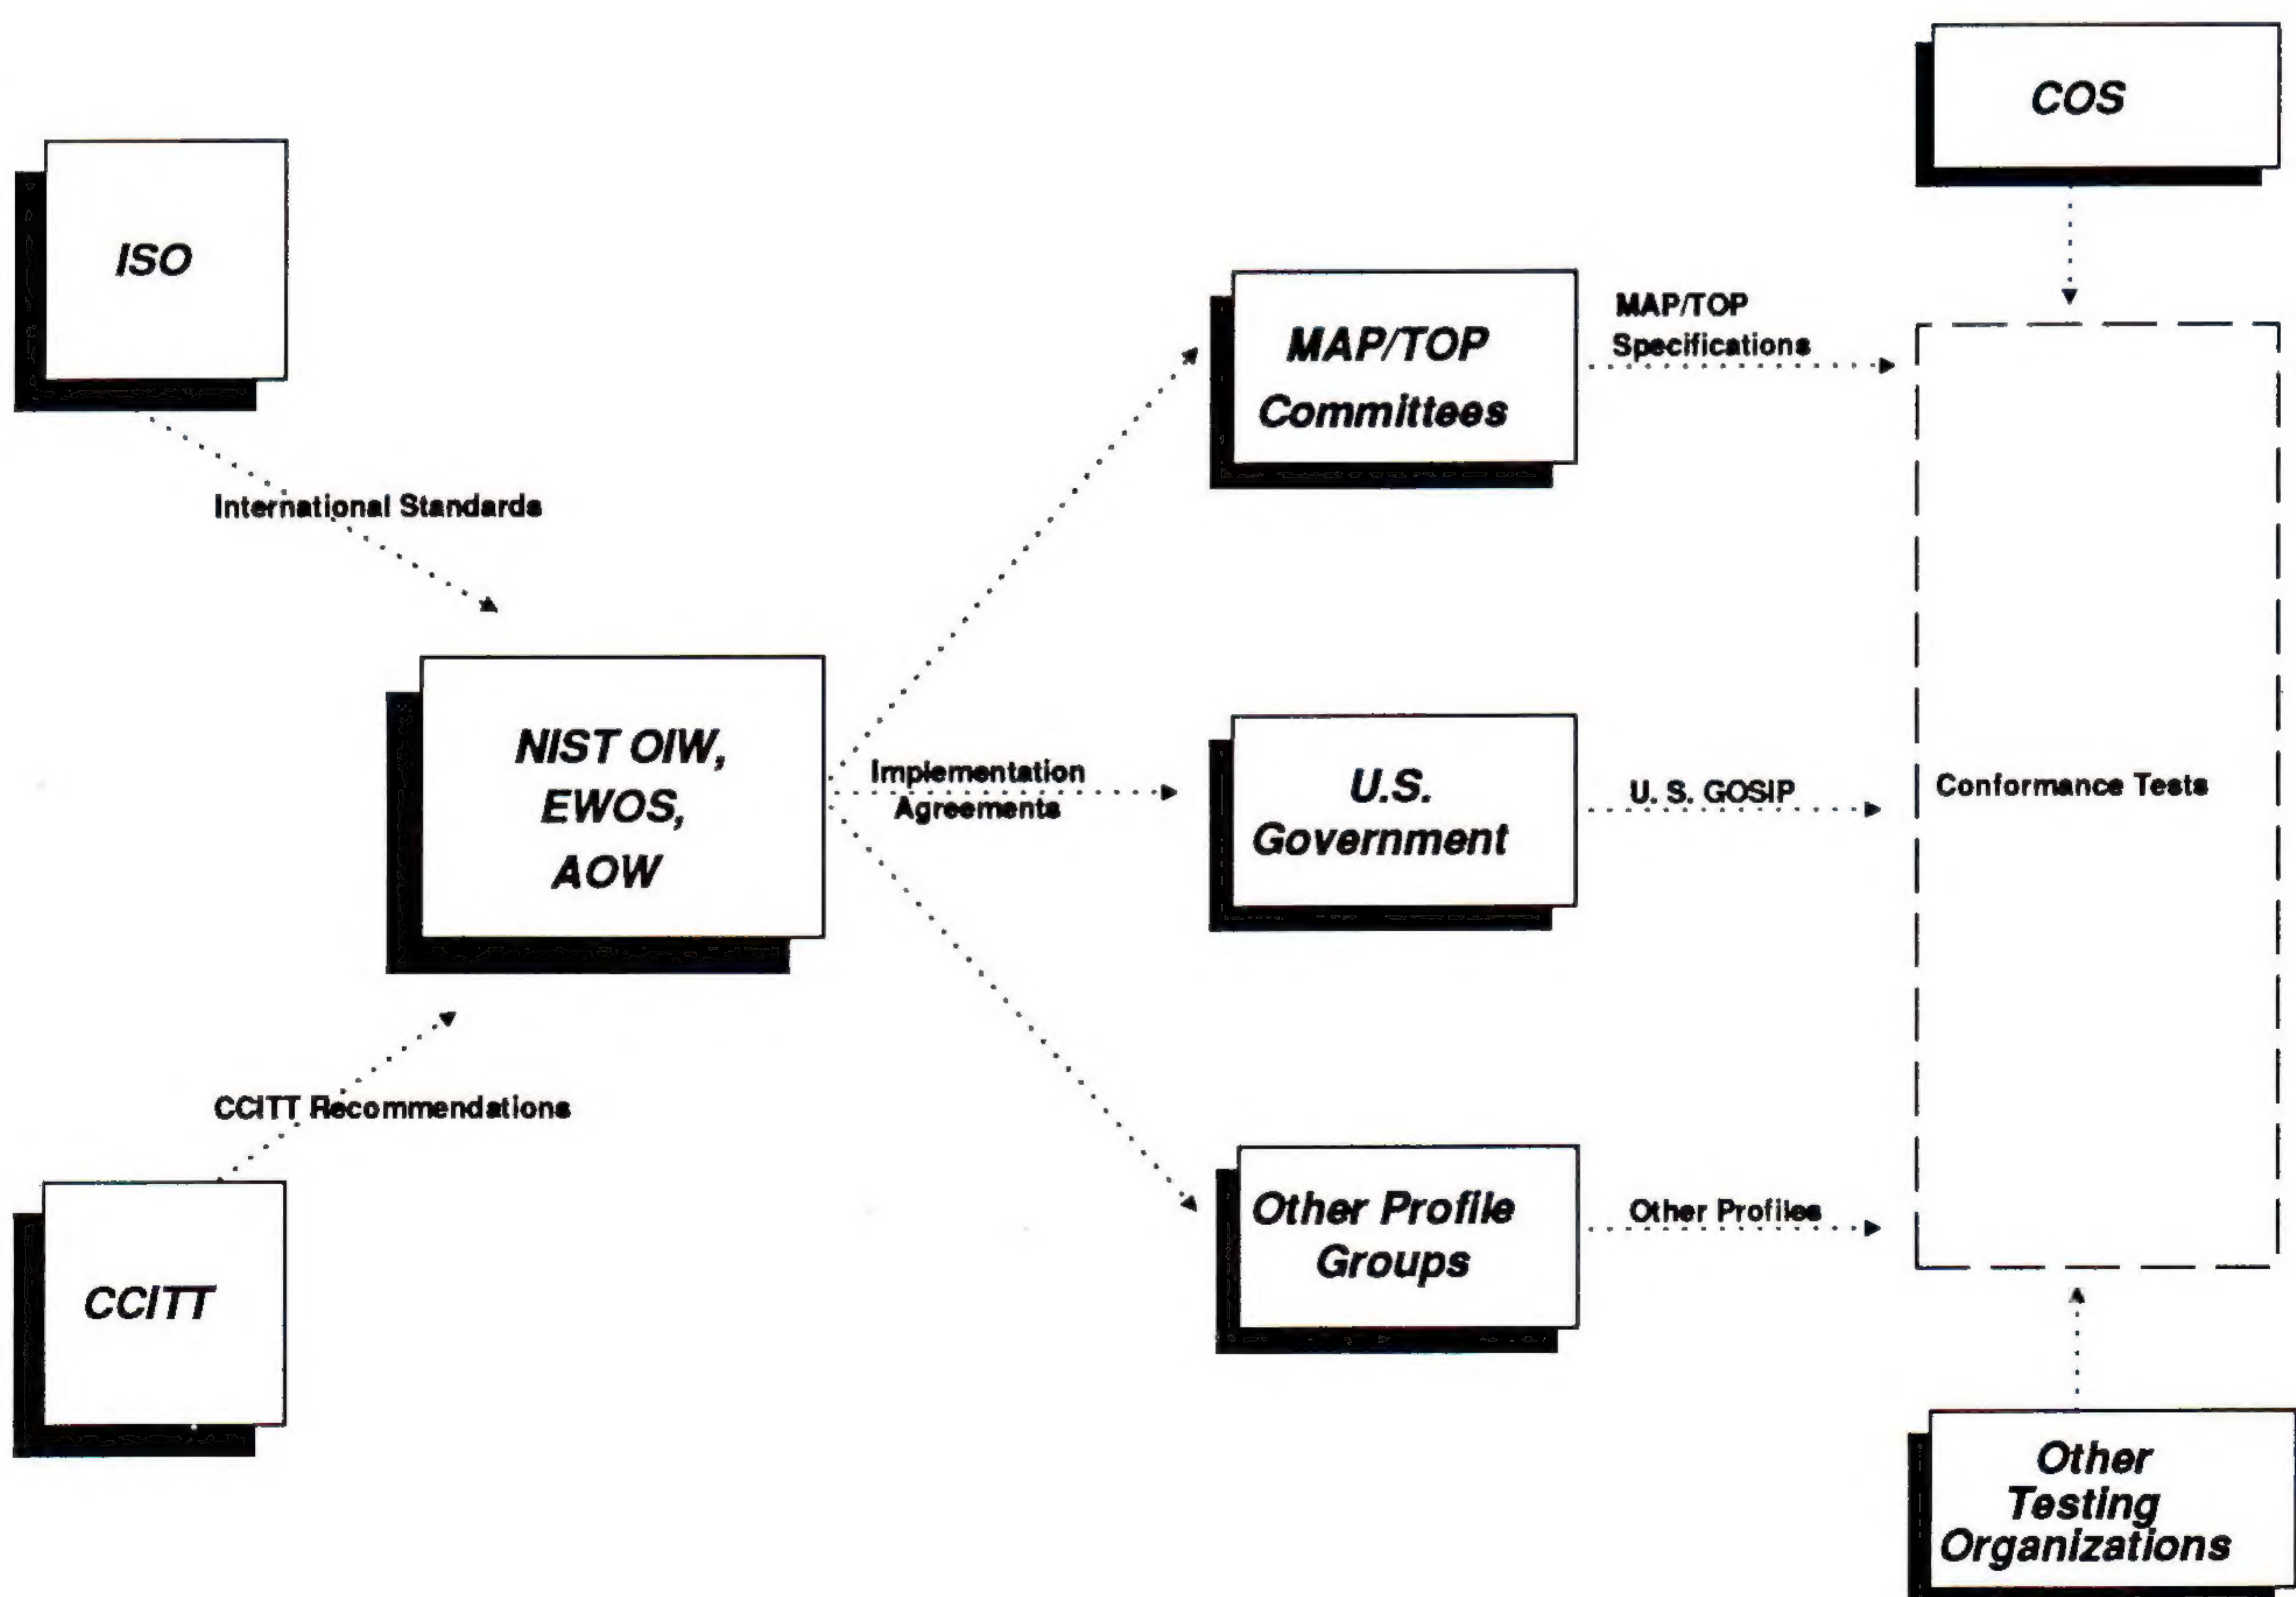 COS
ISO
MAP/TOP
Committees
MAP/TOP
Specifications
International Standards
NIST OIW,
EWOS,
AOW
Implementation
Agreements
U.S.
Government
U. S. GOSIP
Conformance Tests
CCITT Recommendations
CCITT
Other Profile
Groups
Other Profiles
Other
Testing
Organizations